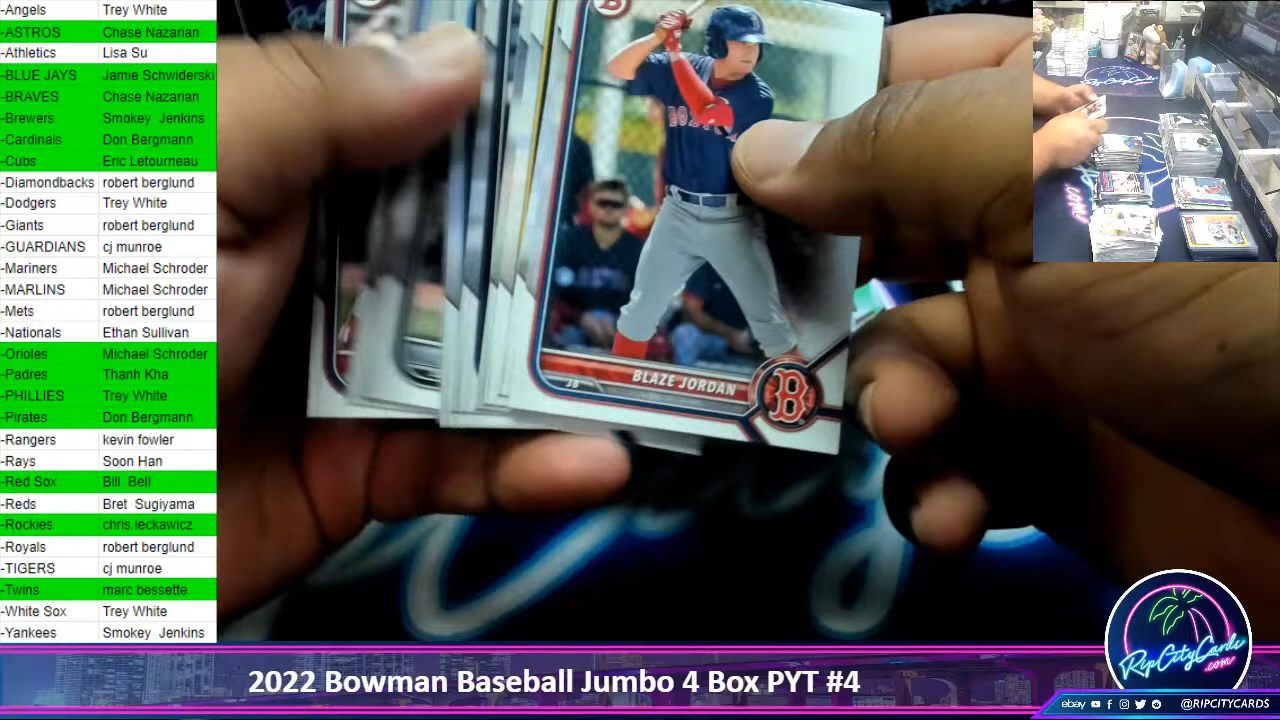 -Angels Trey White
-ASTROS Chase Nazarian
-Athletics Lisa Su
-BLUE JAYS Jamie Schwiderski
-BRAVES Chase Nazarian
-Brewers Smokey Jenkins
-Cardinals Don Bergmann
-Cubs Eric Letourneau
-Diamondbacks robert berglund
-Dodgers Trey White
-Giants robert berglund
-GUARDIANS cj munroe
-Mariners Michael Schroder
-MARLINS Michael Schroder
-Mets robert berglund
-Nationals Ethan Sullivan
-Orioles Michael Schroder
-Padres Thanh Kha
-PHILLIES Trey White
-Pirates Don Bergmann
-Rangers kevin fowler
-Rays Soon Han
-Red Sox Bill Bell
-Reds Bret Sugiyama
-Rockies chris leckawicz
-Royals robert berglund
-TIGERS cj munroe
-Twins marc bessette
-White Sox Trey White
-Yankees Smokey Jenkins
BOSTON
3B BLAZE JORDAN
B
RipCityCards
.com
2022 Bowman Baseball Jumbo 4 Box PYT #4
ebay @RIPCITYCARDS